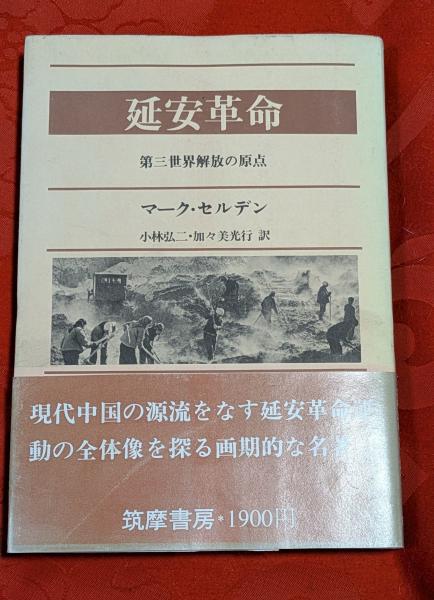 延安革命
第三世界解放の原点
マーク・セルデン
小林弘二・加々美光行 訳
現代中国の源流をなす延安革命運
動の全体像を探る画期的な名著
筑摩書房*1900円